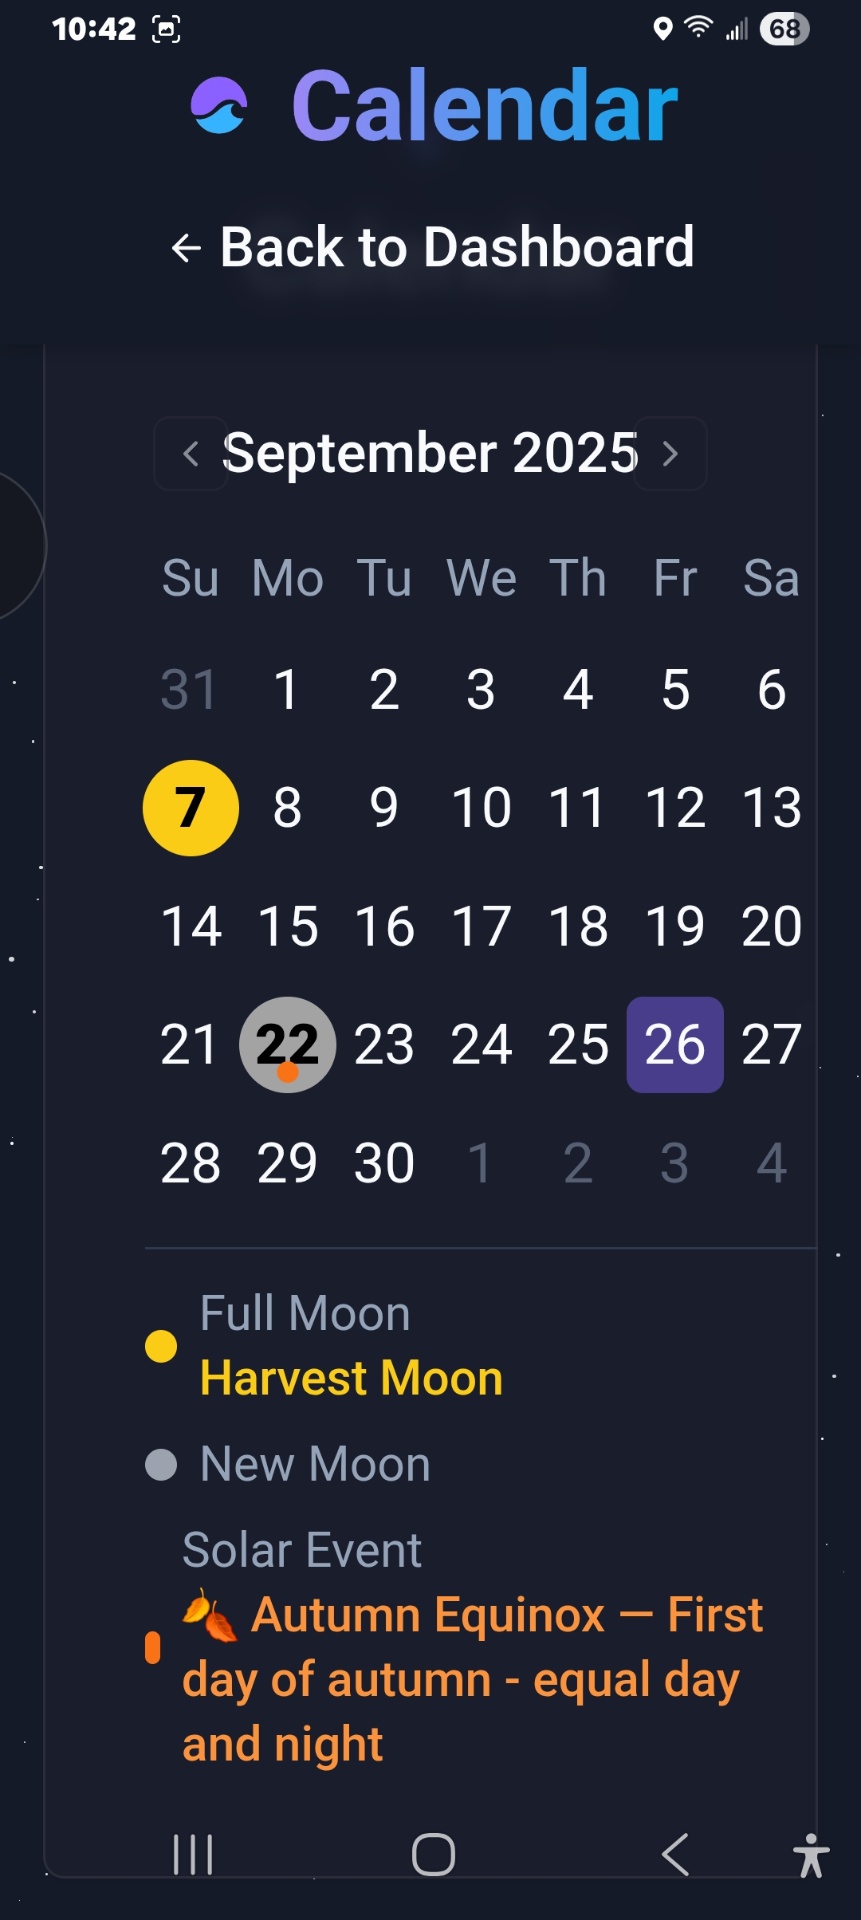 10:42 68
Calendar
Back to Dashboard
September 2025
Su Mo Tu We Th Fr Sa
31 1 2 3 4 5 6
7 8 9 10 11 12 13
14 15 16 17 18 19 20
21 22 23 24 25 26 27
28 29 30 1 2 3 4
Full Moon
Harvest Moon
New Moon
Solar Event
🍂 Autumn Equinox — First
day of autumn - equal day
and night